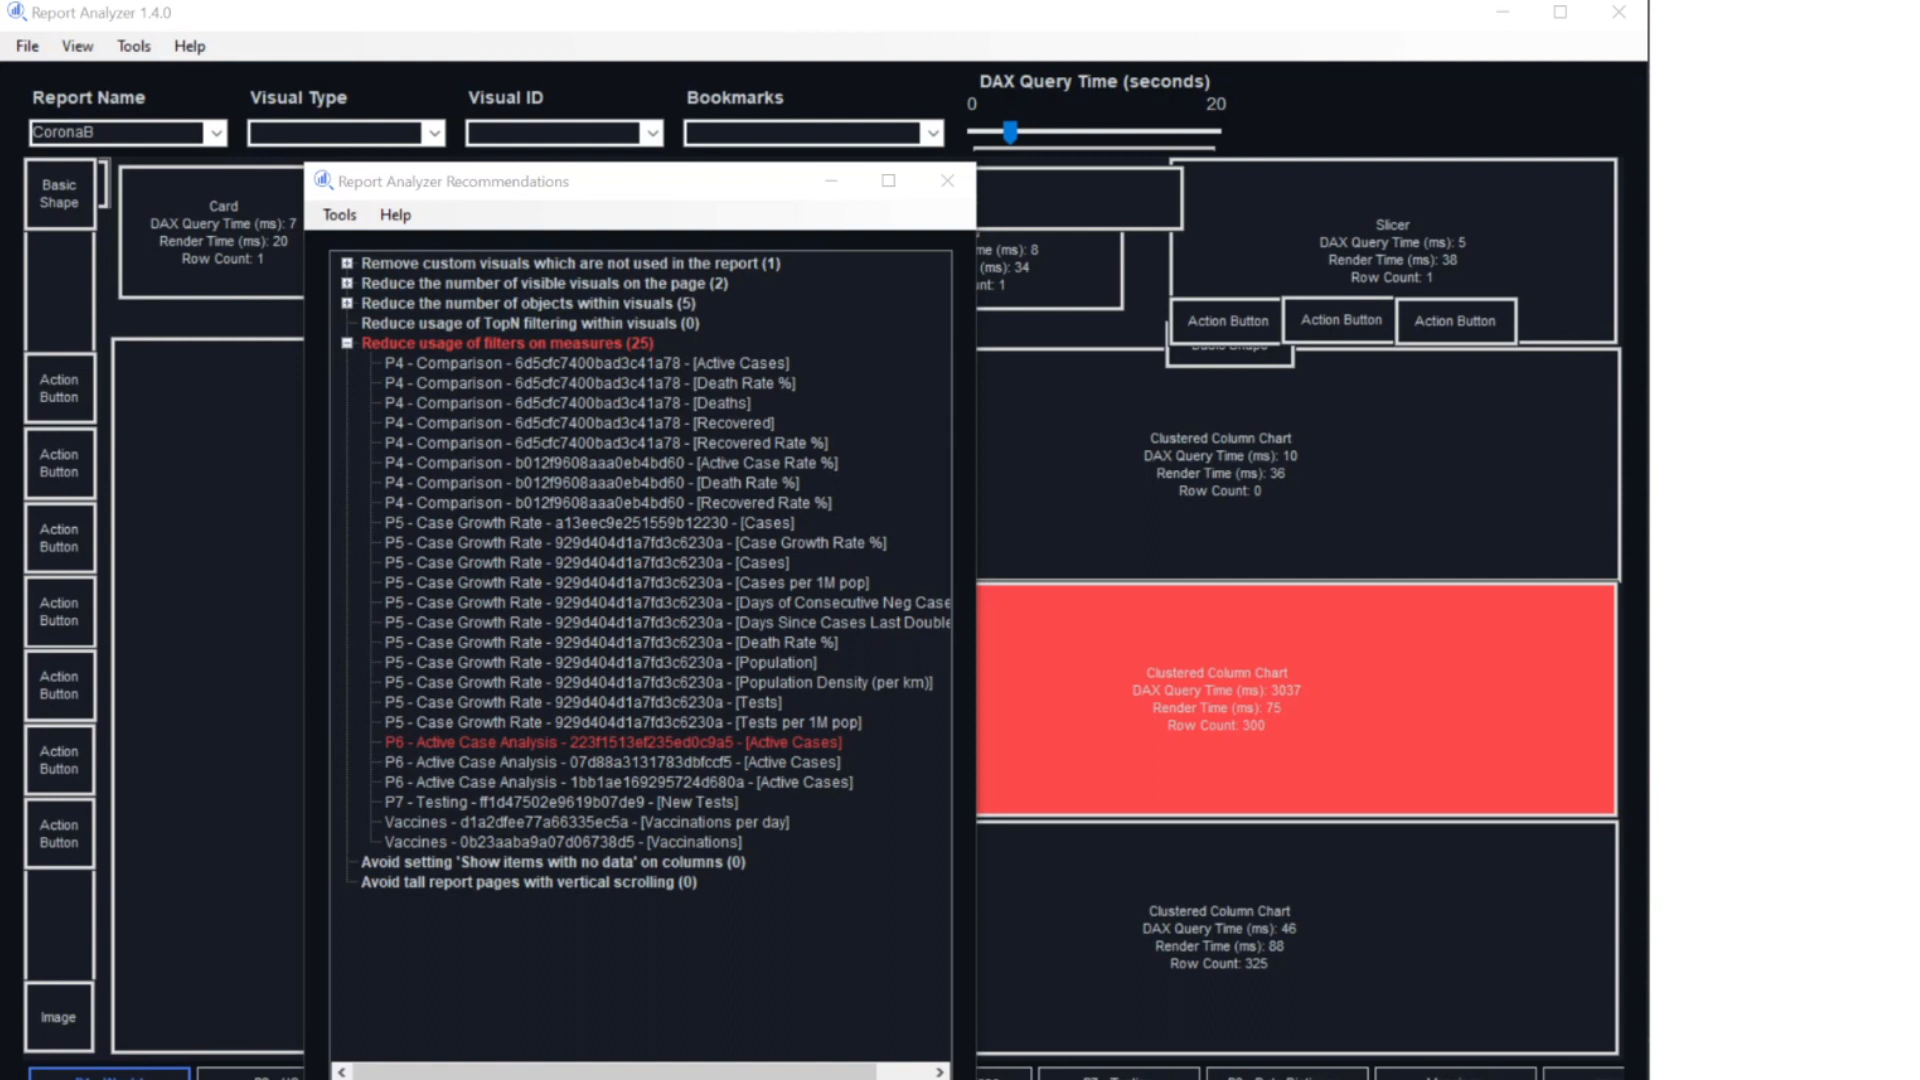 Report Analyzer 1.4.0
File View Tools Help
Report Name
Visual Type
Visual ID
Bookmarks
DAX Query Time (seconds)
0 20
CoronaB
Basic
Shape
Card
DAX Query Time (ms): 7
Render Time (ms): 20
Row Count: 1
Report Analyzer Recommendations
Tools Help
Remove custom visuals which are not used in the report (1)
Reduce the number of visible visuals on the page (2)
Reduce the number of objects within visuals (5)
Reduce usage of TopN filtering within visuals (0)
Reduce usage of filters on measures (25)
P4 - Comparison - 6d5cfc7400bad3c41a78 - [Active Cases]
P4 - Comparison - 6d5cfc7400bad3c41a78 - [Death Rate %]
P4 - Comparison - 6d5cfc7400bad3c41a78 - [Deaths]
P4 - Comparison - 6d5cfc7400bad3c41a78 - [Recovered]
P4 - Comparison - 6d5cfc7400bad3c41a78 - [Recovered Rate %]
P4 - Comparison - b012f9608aaa0eb4bd60 - [Active Case Rate %]
P4 - Comparison - b012f9608aaa0eb4bd60 - [Death Rate %]
P4 - Comparison - b012f9608aaa0eb4bd60 - [Recovered Rate %]
P5 - Case Growth Rate - a13eec9e251559b12230 - [Cases]
P5 - Case Growth Rate - 929d404d1a7fd3c6230a - [Case Growth Rate %]
P5 - Case Growth Rate - 929d404d1a7fd3c6230a - [Cases]
P5 - Case Growth Rate - 929d404d1a7fd3c6230a - [Cases per 1M pop]
P5 - Case Growth Rate - 929d404d1a7fd3c6230a - [Days of Consecutive Neg Case
P5 - Case Growth Rate - 929d404d1a7fd3c6230a - [Days Since Cases Last Double
P5 - Case Growth Rate - 929d404d1a7fd3c6230a - [Death Rate %]
P5 - Case Growth Rate - 929d404d1a7fd3c6230a - [Population]
P5 - Case Growth Rate - 929d404d1a7fd3c6230a - [Population Density (per km)]
P5 - Case Growth Rate - 929d404d1a7fd3c6230a - [Tests]
P5 - Case Growth Rate - 929d404d1a7fd3c6230a - [Tests per 1M pop]
P6 - Active Case Analysis - 223f1513ef235ed0c9a5 - [Active Cases]
P6 - Active Case Analysis - 07d88a3131783dbfccf5 - [Active Cases]
P6 - Active Case Analysis - 1bb1ae169295724d680a - [Active Cases]
P7 - Testing - ff1d47502e9619b07de9 - [New Tests]
Vaccines - d1a2dfee77a66335ec5a - [Vaccinations per day]
Vaccines - 0b23aaba9a07d06738d5 - [Vaccinations]
Avoid setting 'Show items with no data' on columns (0)
Avoid tall report pages with vertical scrolling (0)
me (ms): 8
(ms): 34
nt: 1
Slicer
DAX Query Time (ms): 5
Render Time (ms): 38
Row Count: 1
Action Button
Action Button
Action Button
Clustered Column Chart
DAX Query Time (ms): 10
Render Time (ms): 36
Row Count: 0
Clustered Column Chart
DAX Query Time (ms): 3037
Render Time (ms): 75
Row Count: 300
Clustered Column Chart
DAX Query Time (ms): 46
Render Time (ms): 88
Row Count: 325
Action
Button
Action
Button
Action
Button
Action
Button
Action
Button
Action
Button
Action
Button
Image